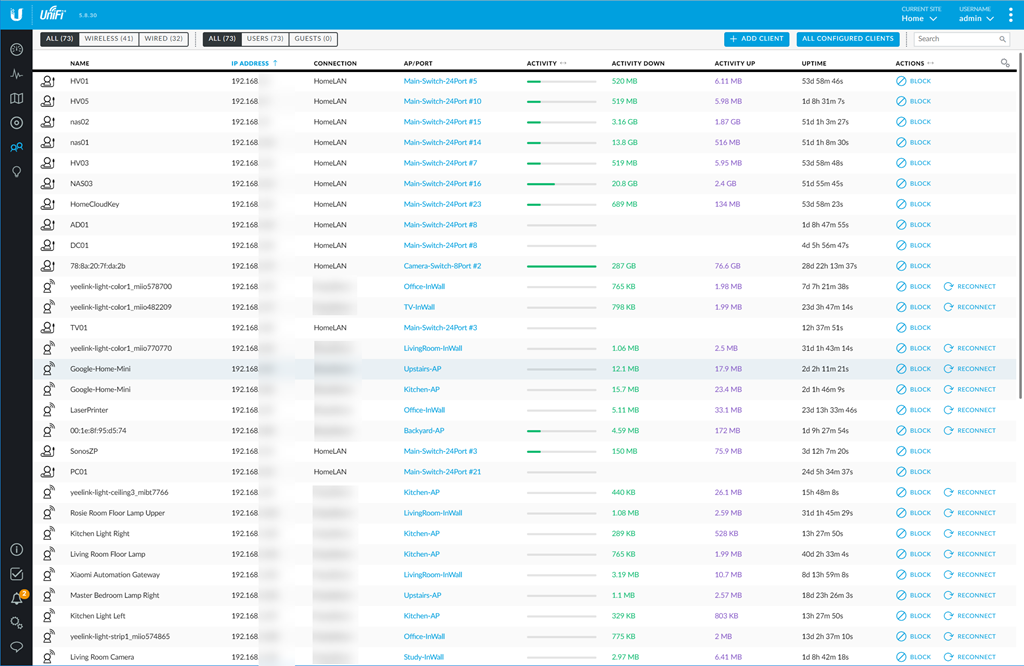 UniFi 5.8.30 CURRENT SITE Home USERNAME admin
ALL (73) WIRELESS (41) WIRED (32) ALL (73) USERS (73) GUESTS (0) + ADD CLIENT ALL CONFIGURED CLIENTS Search
NAME IP ADDRESS ↑ CONNECTION AP/PORT ACTIVITY ACTIVITY DOWN ACTIVITY UP UPTIME ACTIONS
HV01 192.168. HomeLAN Main-Switch-24Port #5 520 MB 6.11 MB 53d 58m 46s BLOCK
HV05 192.168. HomeLAN Main-Switch-24Port #10 519 MB 5.98 MB 1d 8h 31m 7s BLOCK
nas02 192.168. HomeLAN Main-Switch-24Port #15 3.16 GB 1.87 GB 51d 1h 3m 27s BLOCK
nas01 192.168. HomeLAN Main-Switch-24Port #14 13.8 GB 516 MB 51d 1h 8m 30s BLOCK
HV03 192.168. HomeLAN Main-Switch-24Port #7 519 MB 5.95 MB 53d 58m 48s BLOCK
NAS03 192.168. HomeLAN Main-Switch-24Port #16 20.8 GB 2.4 GB 51d 55m 45s BLOCK
HomeCloudKey 192.168. HomeLAN Main-Switch-24Port #23 689 MB 134 MB 53d 58m 23s BLOCK
AD01 192.168. HomeLAN Main-Switch-24Port #8 1d 8h 47m 55s BLOCK
DC01 192.168. HomeLAN Main-Switch-24Port #8 4d 5h 56m 47s BLOCK
78:8a:20:7f:da:2b 192.168. HomeLAN Camera-Switch-8Port #2 287 GB 76.6 GB 28d 22h 13m 37s BLOCK
yeelink-light-color1_miio578700 192.168. Office-InWall 765 KB 1.98 MB 7d 7h 21m 38s BLOCK RECONNECT
yeelink-light-color1_miio482209 192.168. TV-InWall 798 KB 1.99 MB 23d 3h 47m 14s BLOCK RECONNECT
TV01 192.168. HomeLAN Main-Switch-24Port #3 12h 37m 51s BLOCK
yeelink-light-color1_miio770770 192.168. LivingRoom-InWall 1.06 MB 2.5 MB 31d 1h 43m 14s BLOCK RECONNECT
Google-Home-Mini 192.168. Upstairs-AP 12.1 MB 17.9 MB 2d 2h 11m 21s BLOCK RECONNECT
Google-Home-Mini 192.168. Kitchen-AP 15.7 MB 23.4 MB 2d 1h 46m 9s BLOCK RECONNECT
LaserPrinter 192.168. Office-InWall 5.11 MB 33.1 MB 23d 13h 33m 46s BLOCK RECONNECT
00:1e:8f:95:d5:74 192.168. Backyard-AP 4.59 MB 172 MB 1d 9h 27m 54s BLOCK RECONNECT
SonosZP 192.168. HomeLAN Main-Switch-24Port #3 150 MB 75.9 MB 3d 12h 7m 20s BLOCK
PC01 192.168. HomeLAN Main-Switch-24Port #21 24d 5h 34m 37s BLOCK
yeelink-light-ceiling3_mibt7766 192.168. Kitchen-AP 440 KB 26.1 MB 15h 48m 8s BLOCK RECONNECT
Rosie Room Floor Lamp Upper 192.168. LivingRoom-InWall 1.08 MB 2.59 MB 31d 1h 45m 29s BLOCK RECONNECT
Kitchen Light Right 192.168. Kitchen-AP 289 KB 528 KB 13h 27m 50s BLOCK RECONNECT
Living Room Floor Lamp 192.168. Kitchen-AP 765 KB 1.99 MB 40d 2h 33m 4s BLOCK RECONNECT
Xiaomi Automation Gateway 192.168. LivingRoom-InWall 3.19 MB 10.7 MB 8d 13h 59m 8s BLOCK RECONNECT
Master Bedroom Lamp Right 192.168. Upstairs-AP 1.1 MB 2.57 MB 18d 23h 26m 3s BLOCK RECONNECT
Kitchen Light Left 192.168. Kitchen-AP 329 KB 803 KB 13h 27m 50s BLOCK RECONNECT
yeelink-light-strip1_miio574865 192.168. Office-InWall 775 KB 2 MB 13d 2h 37m 10s BLOCK RECONNECT
2
Living Room Camera 192.168. Study-InWall 2.97 MB 6.41 MB 1d 8h 42m 18s BLOCK RECONNECT